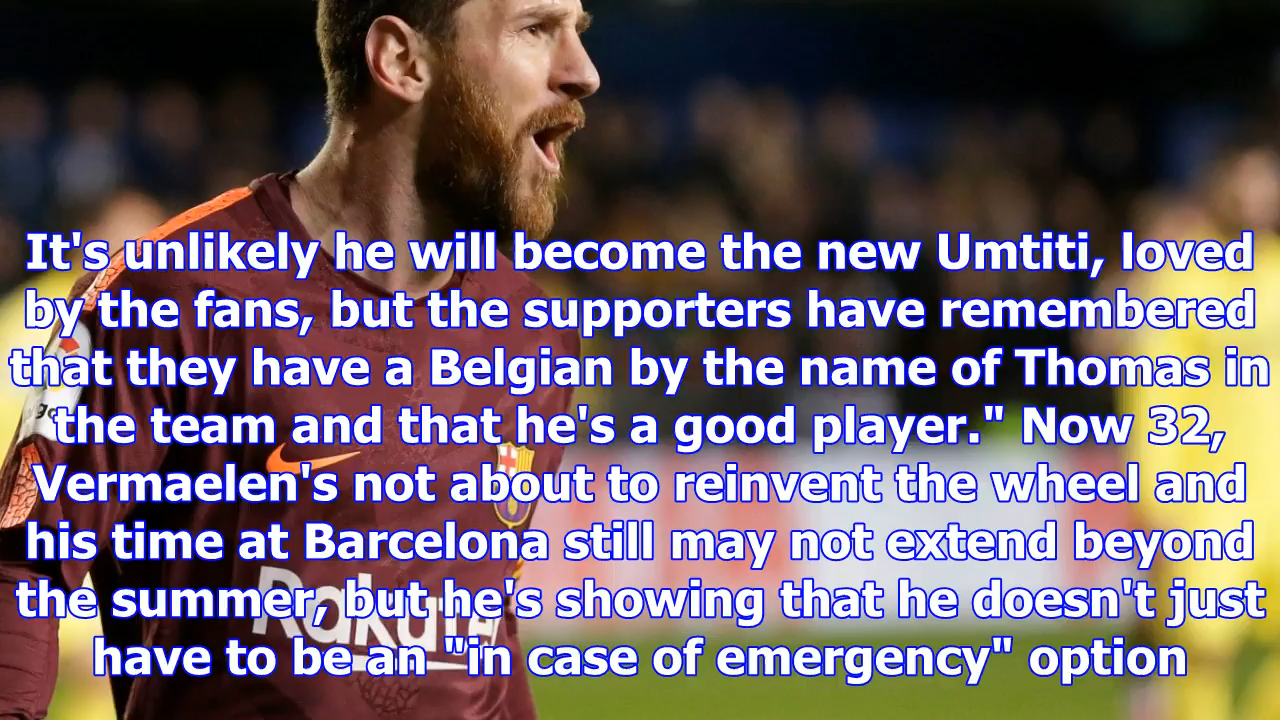 It's unlikely he will become the new Umtiti, loved
by the fans, but the supporters have remembered
that they have a Belgian by the name of Thomas in
the team and that he's a good player." Now 32,
Vermaelen's not about to reinvent the wheel and
his time at Barcelona still may not extend beyond
the summer, but he's showing that he doesn't just
have to be an "in case of emergency" option
Rakuten